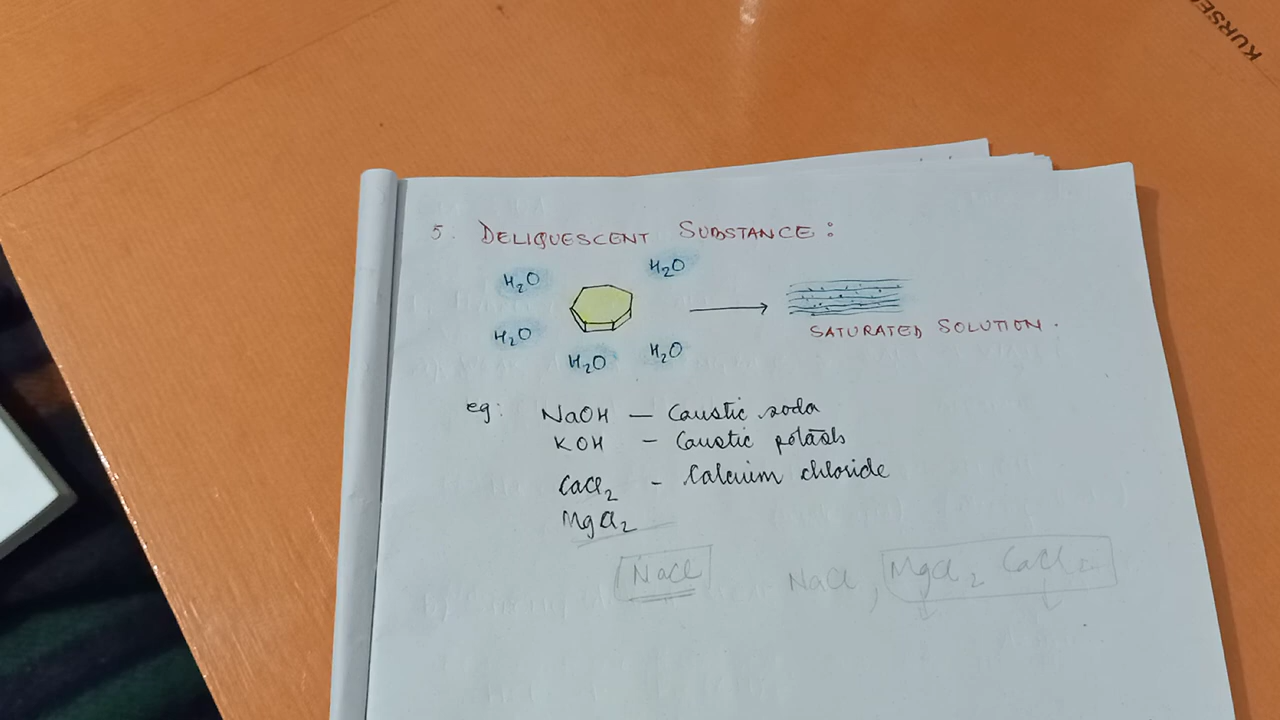 KURSE
5. DELIQUESCENT SUBSTANCE:
H₂O H₂O
H₂O
H₂O H₂O
SATURATED SOLUTION.
eg: NaOH — Caustic soda
KOH - Caustic potash
CaCl₂ - Calcium chloride
MgCl₂
NaCl NaCl, MgCl₂ CaCl₂